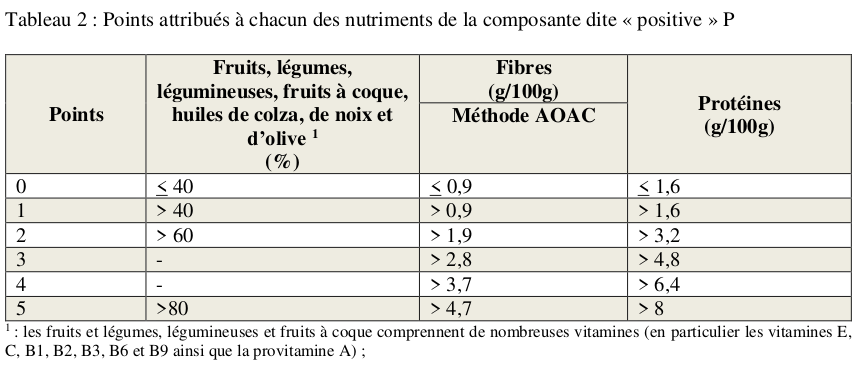 Tableau 2 : Points attribués à chacun des nutriments de la composante dite « positive » P
Points
Fruits, légumes,
légumineuses, fruits à coque,
huiles de colza, de noix et
d'olive 1
(%)
Fibres
(g/100g)
Méthode AOAC
Protéines
(g/100g)
0 ≤ 40 ≤ 0,9 ≤ 1,6
1 > 40 > 0,9 > 1,6
2 > 60 > 1,9 > 3,2
3 - > 2,8 > 4,8
4 - > 3,7 > 6,4
5 >80 > 4,7 > 8
1 : les fruits et légumes, légumineuses et fruits à coque comprennent de nombreuses vitamines (en particulier les vitamines E,
C, B1, B2, B3, B6 et B9 ainsi que la provitamine A) ;